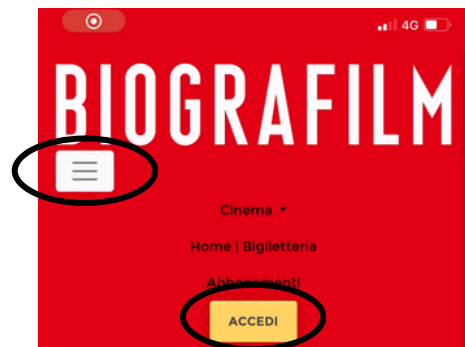 4G
BIOGRAFILM
Cinema
Home | Biglietteria
Abbonamenti
ACCEDI